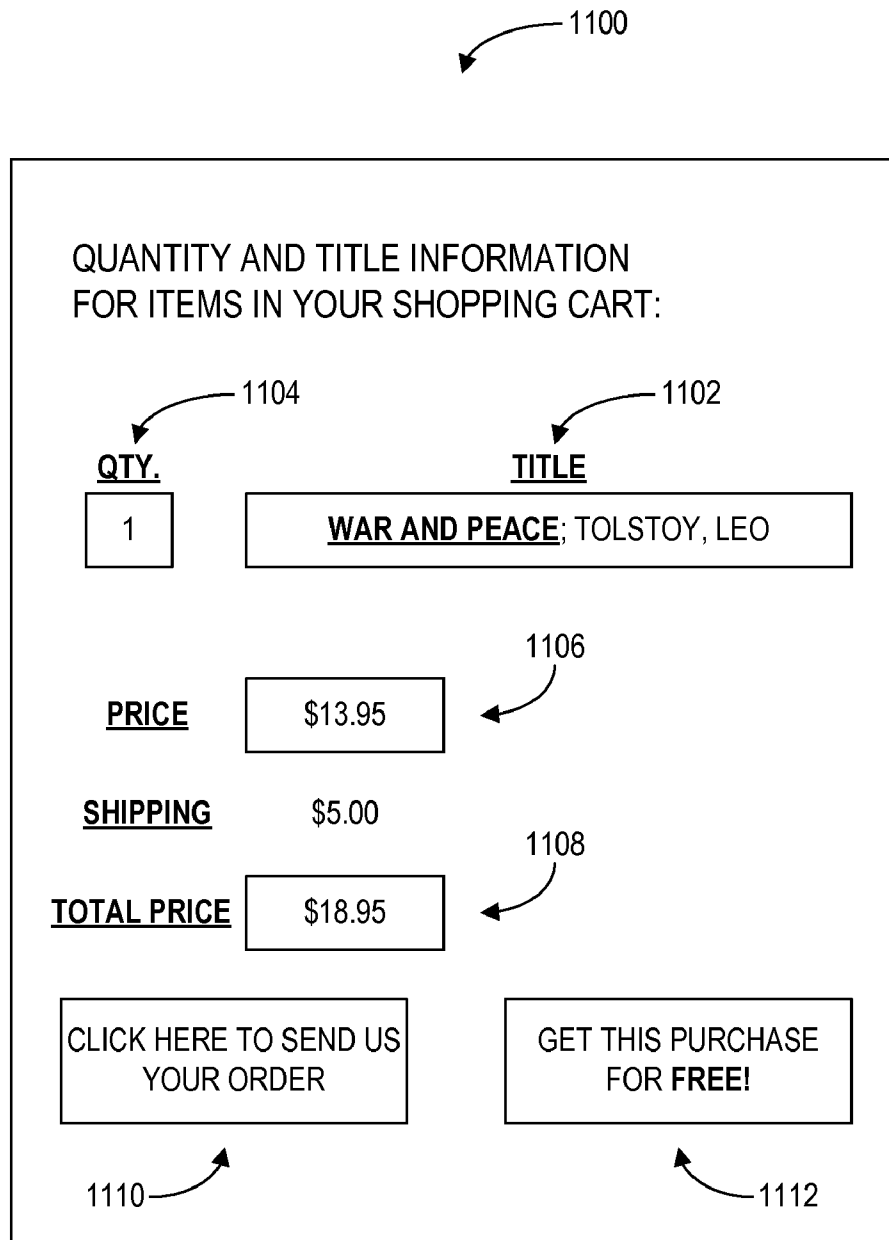 1100
QUANTITY AND TITLE INFORMATION
FOR ITEMS IN YOUR SHOPPING CART:
1104 1102
QTY. TITLE
1 WAR AND PEACE; TOLSTOY, LEO
1106
PRICE $13.95
SHIPPING $5.00
1108
TOTAL PRICE $18.95
CLICK HERE TO SEND US GET THIS PURCHASE
YOUR ORDER FOR FREE!
1110 1112